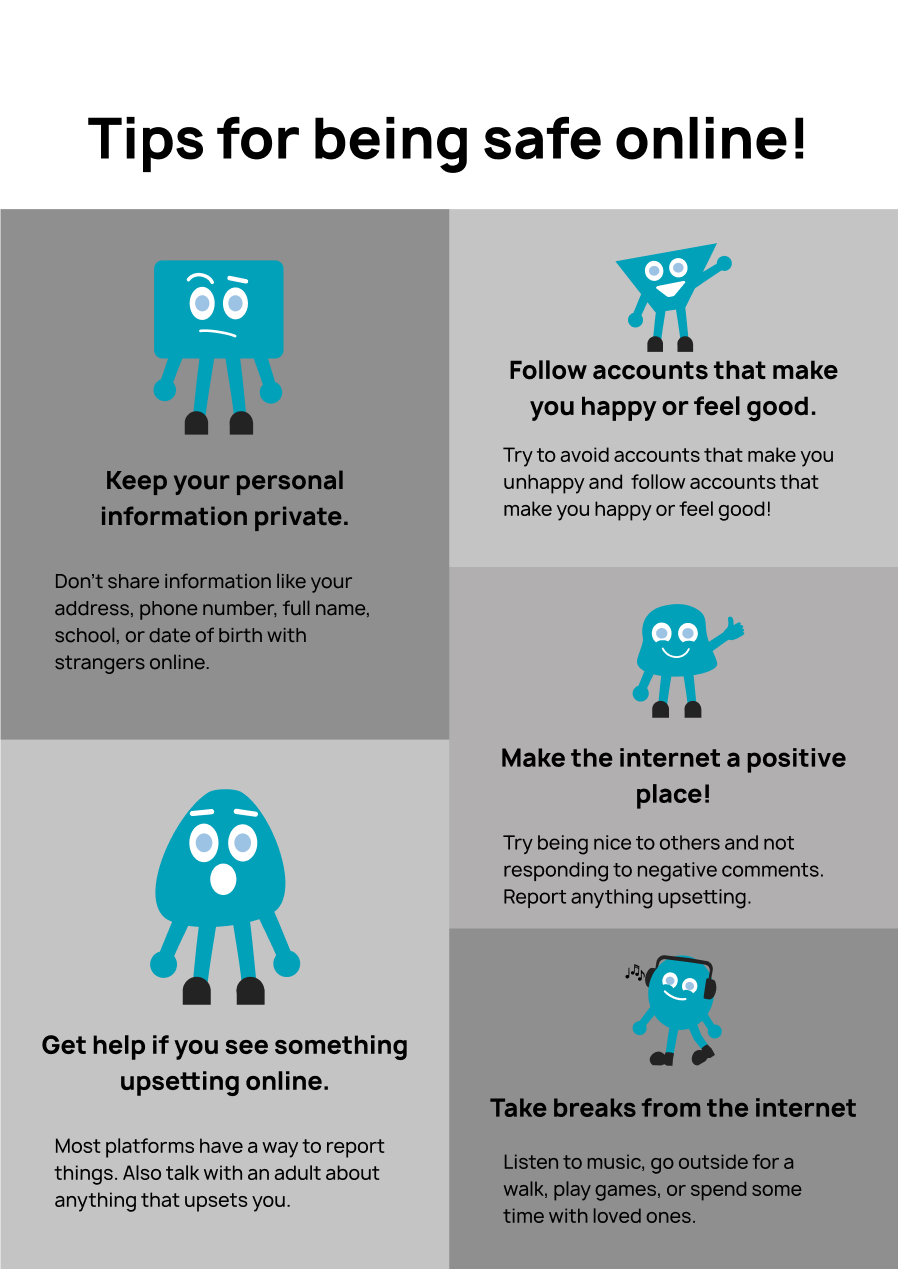 Tips for being safe online!
Keep your personal
information private.
Don't share information like your
address, phone number, full name,
school, or date of birth with
strangers online.
Get help if you see something
upsetting online.
Most platforms have a way to report
things. Also talk with an adult about
anything that upsets you.
Follow accounts that make
you happy or feel good.
Try to avoid accounts that make you
unhappy and  follow accounts that
make you happy or feel good!
Make the internet a positive
place!
Try being nice to others and not
responding to negative comments.
Report anything upsetting.
Take breaks from the internet
Listen to music, go outside for a
walk, play games, or spend some
time with loved ones.